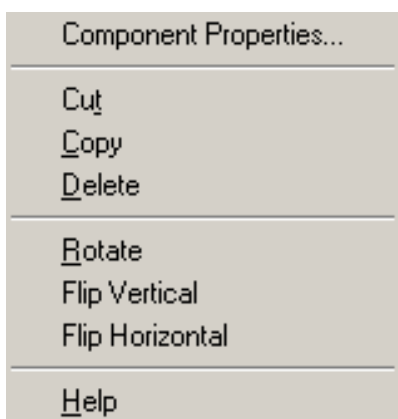 Component Properties...
Cut
Copy
Delete
Rotate
Flip Vertical
Flip Horizontal
Help